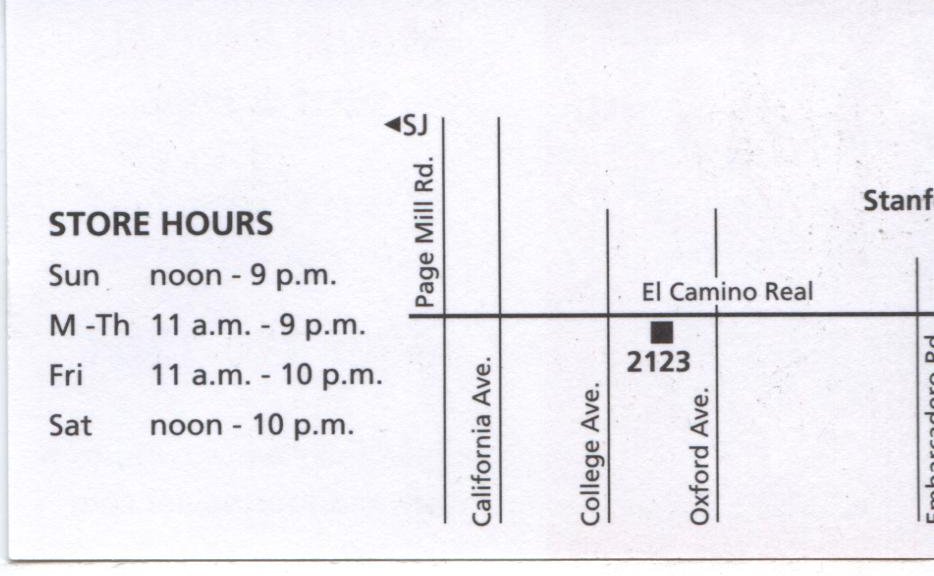 STORE HOURS
Sun noon - 9 p.m.
M -Th 11 a.m. - 9 p.m.
Fri 11 a.m. - 10 p.m.
Sat noon - 10 p.m.
◀SJ
Page Mill Rd.
California Ave.
College Ave.
El Camino Real
2123
Oxford Ave.
Stanf
Embarcadero Rd